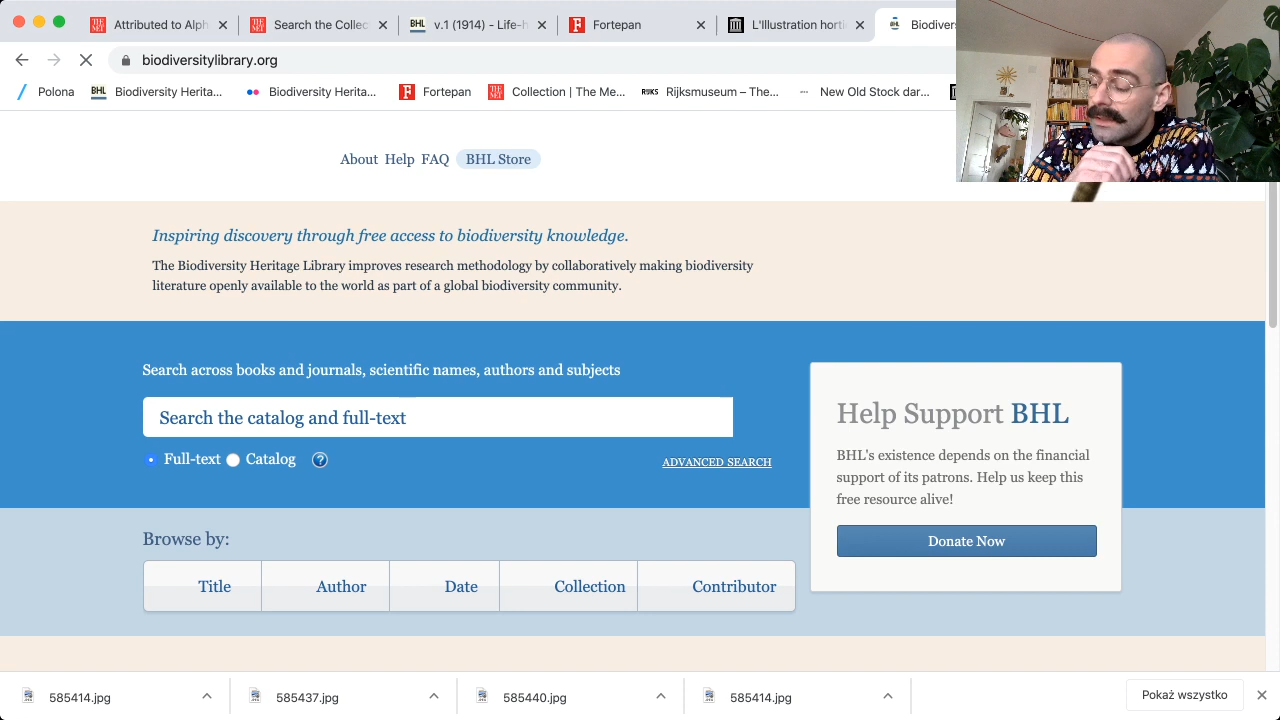 Attributed to Alph
Search the Collec
BHL v.1 (1914) – Life-h
Fortepan
L'Illustration horti
Biodivers
biodiversitylibrary.org
Polona
BHL Biodiversity Herita...
Biodiversity Herita...
Fortepan
Collection | The Me...
RIJKS Rijksmuseum – The...
New Old Stock dar...
About Help FAQ BHL Store
Inspiring discovery through free access to biodiversity knowledge.
The Biodiversity Heritage Library improves research methodology by collaboratively making biodiversity
literature openly available to the world as part of a global biodiversity community.
Search across books and journals, scientific names, authors and subjects
Search the catalog and full-text
Full-text Catalog ?
ADVANCED SEARCH
Help Support BHL
BHL's existence depends on the financial
support of its patrons. Help us keep this
free resource alive!
Donate Now
Browse by:
Title
Author
Date
Collection
Contributor
585414.jpg
585437.jpg
585440.jpg
585414.jpg
Pokaż wszystko